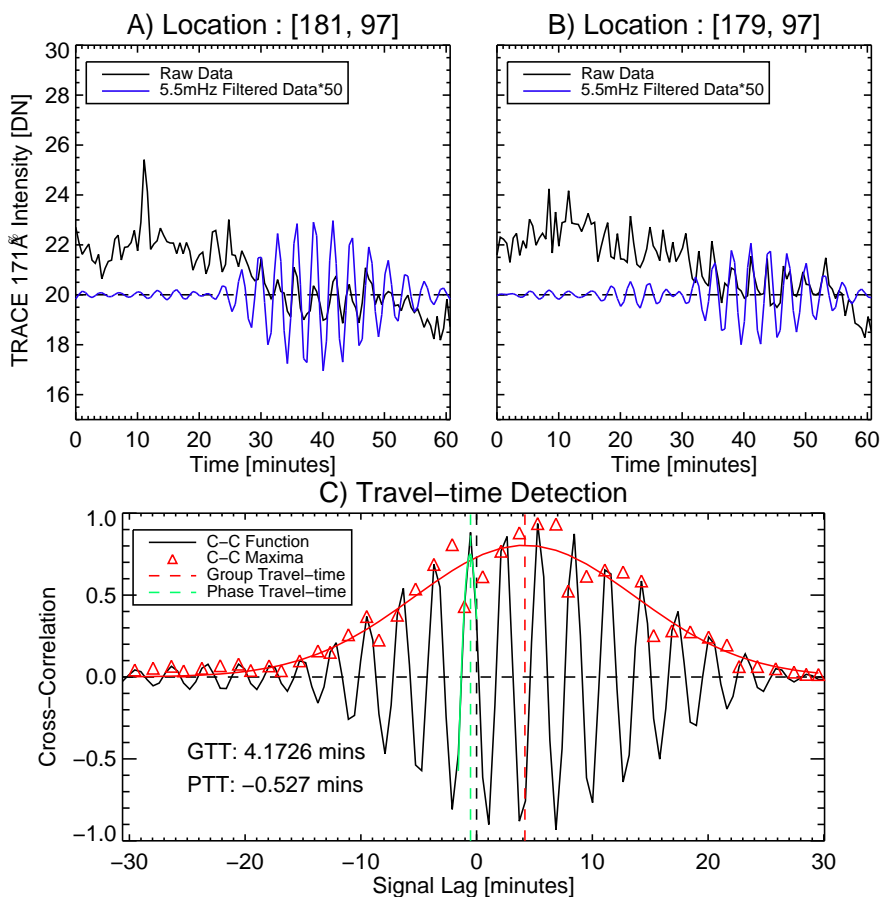 A) Location : [181, 97]
B) Location : [179, 97]
TRACE 171Å Intensity [DN]
30
28
26
24
22
20
18
16
Raw Data
5.5mHz Filtered Data*50
Raw Data
5.5mHz Filtered Data*50
0 10 20 30 40 50 60
0 10 20 30 40 50 60
Time [minutes]
Time [minutes]
C) Travel−time Detection
Cross−Correlation
1.0
0.5
0.0
−0.5
−1.0
C−C Function
C−C Maxima
Group Travel−time
Phase Travel−time
GTT: 4.1726 mins
PTT: −0.527 mins
−30 −20 −10 0 10 20 30
Signal Lag [minutes]